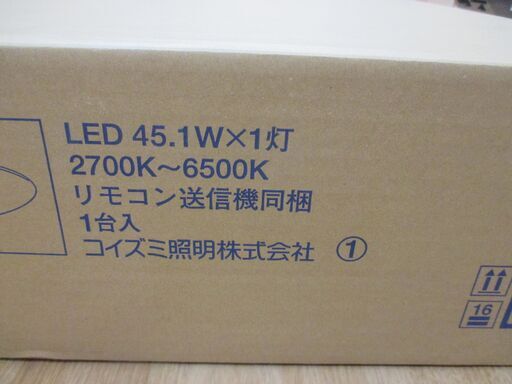 LED 45.1W×1灯
2700K～6500K
リモコン送信機同梱
1台入
コイズミ照明株式会社 ①
16